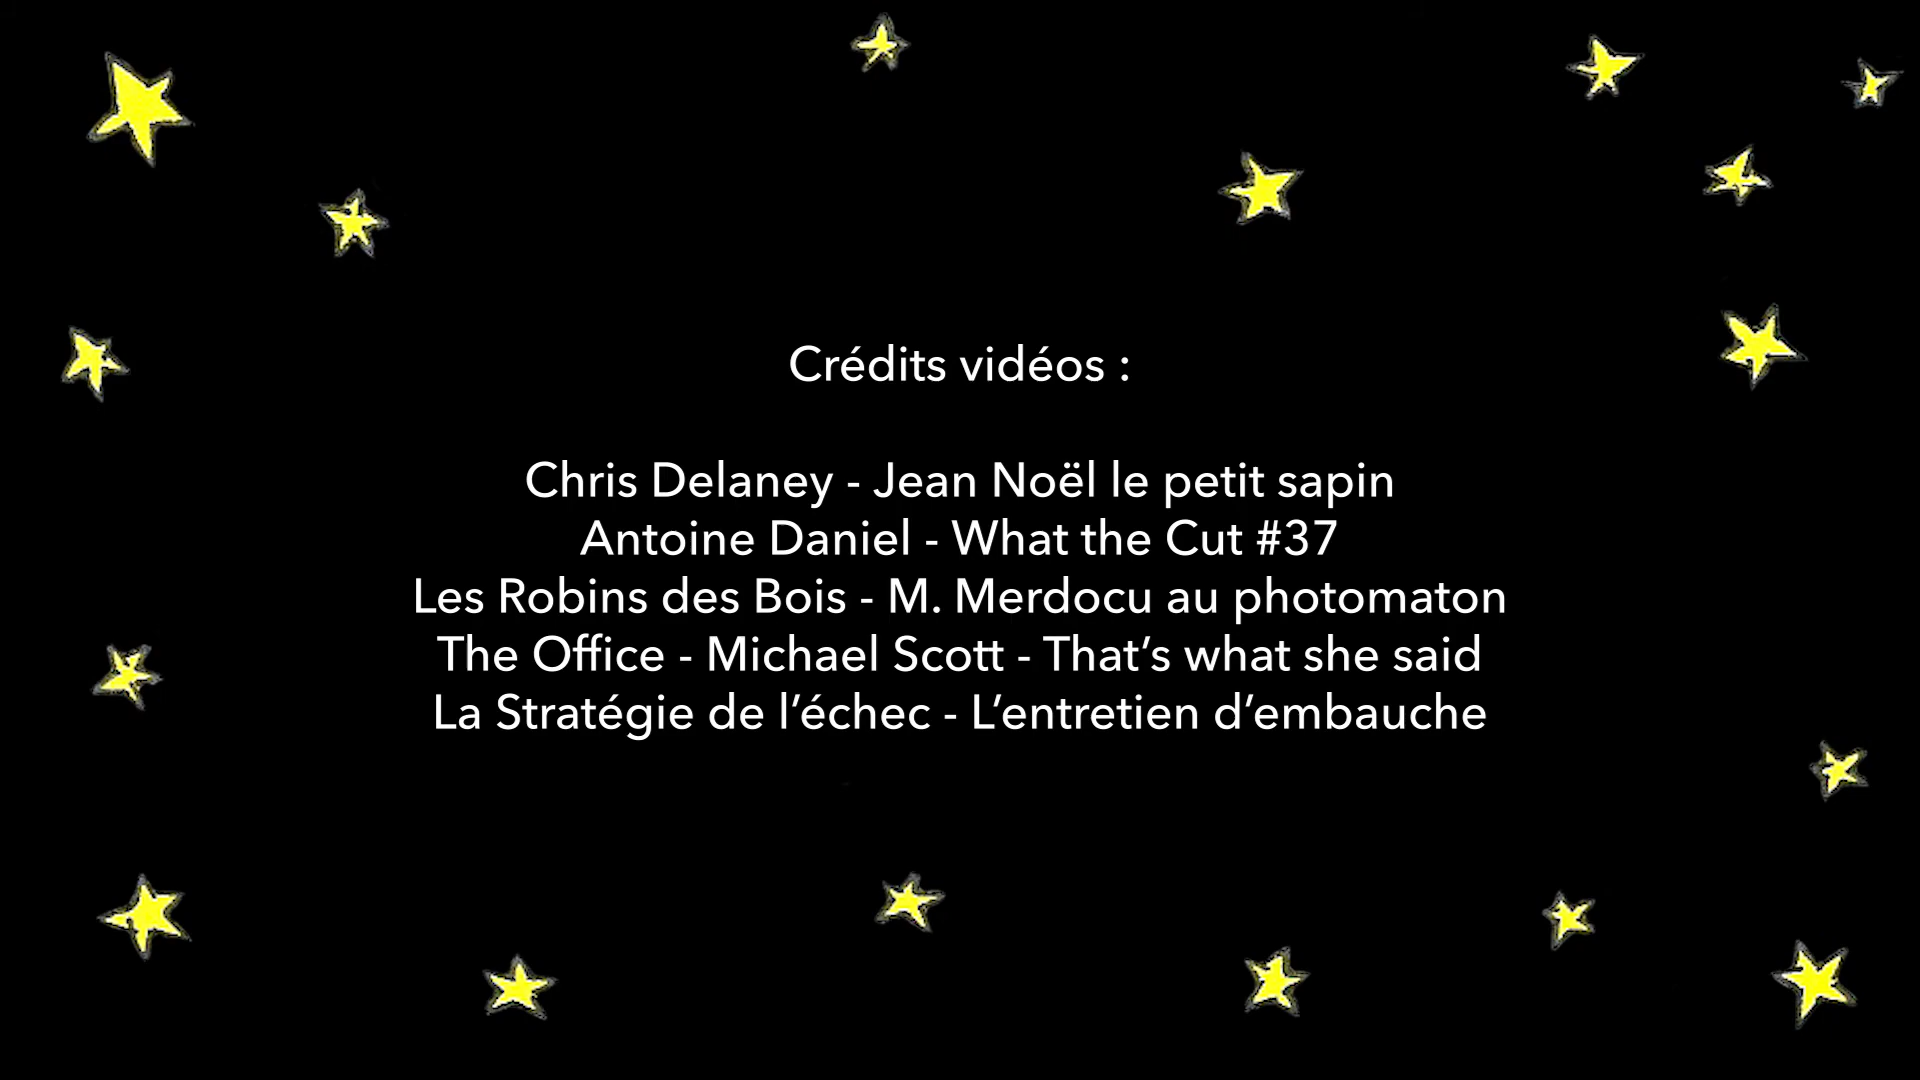 Crédits vidéos :
Chris Delaney - Jean Noël le petit sapin
Antoine Daniel - What the Cut #37
Les Robins des Bois - M. Merdocu au photomaton
The Office - Michael Scott - That’s what she said
La Stratégie de l’échec - L’entretien d’embauche